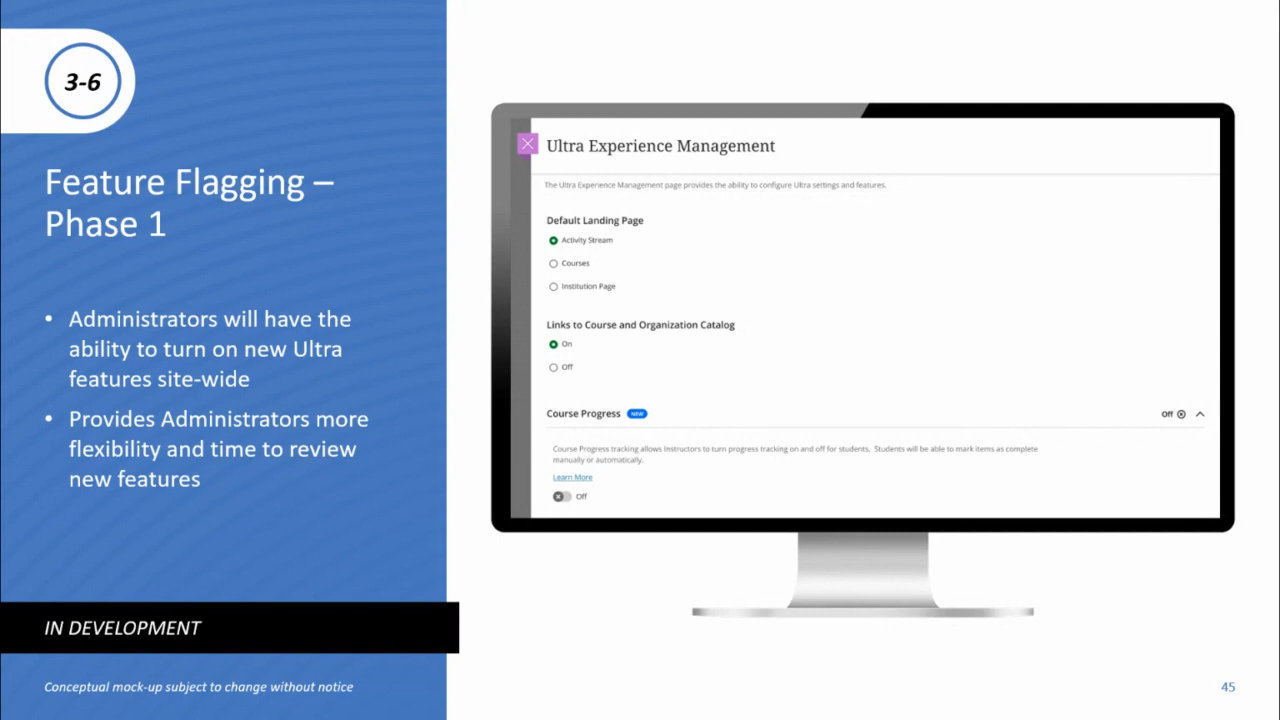 3-6
Feature Flagging –
Phase 1
• Administrators will have the
ability to turn on new Ultra
features site-wide
• Provides Administrators more
flexibility and time to review
new features
IN DEVELOPMENT
Conceptual mock-up subject to change without notice
Ultra Experience Management
The Ultra Experience Management page provides the ability to configure Ultra settings and features.
Default Landing Page
Activity Stream
Courses
Institution Page
Links to Course and Organization Catalog
On
Off
Course Progress NEW
Off
Course Progress tracking allows Instructors to turn progress tracking on and off for students. Students will be able to mark items as complete
manually or automatically.
Learn More
Off
45